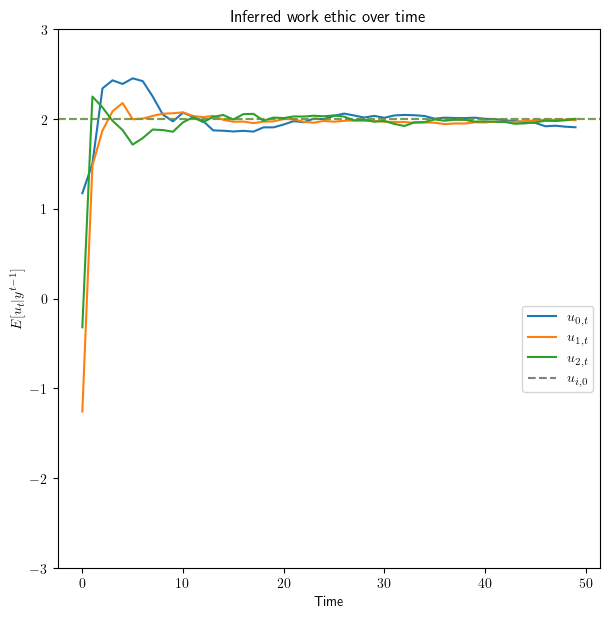 Inferred work ethic over time
3
2
1
0
−1
−2
−3
E[u_t|y^{t−1}]
0
10
20
30
40
50
Time
u_{0,t}
u_{1,t}
u_{2,t}
u_{i,0}